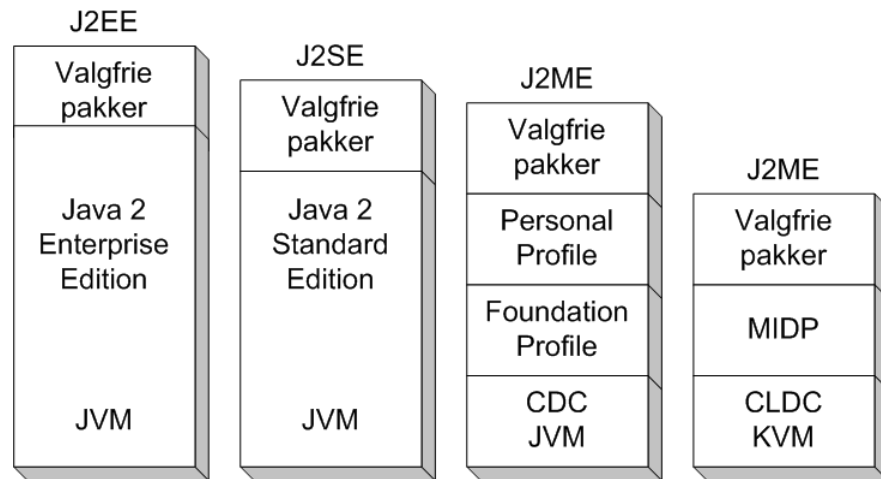 J2EE
Valgfrie
pakker
Java 2
Enterprise
Edition
JVM
J2SE
Valgfrie
pakker
Java 2
Standard
Edition
JVM
J2ME
Valgfrie
pakker
Personal
Profile
Foundation
Profile
CDC
JVM
J2ME
Valgfrie
pakker
MIDP
CLDC
KVM